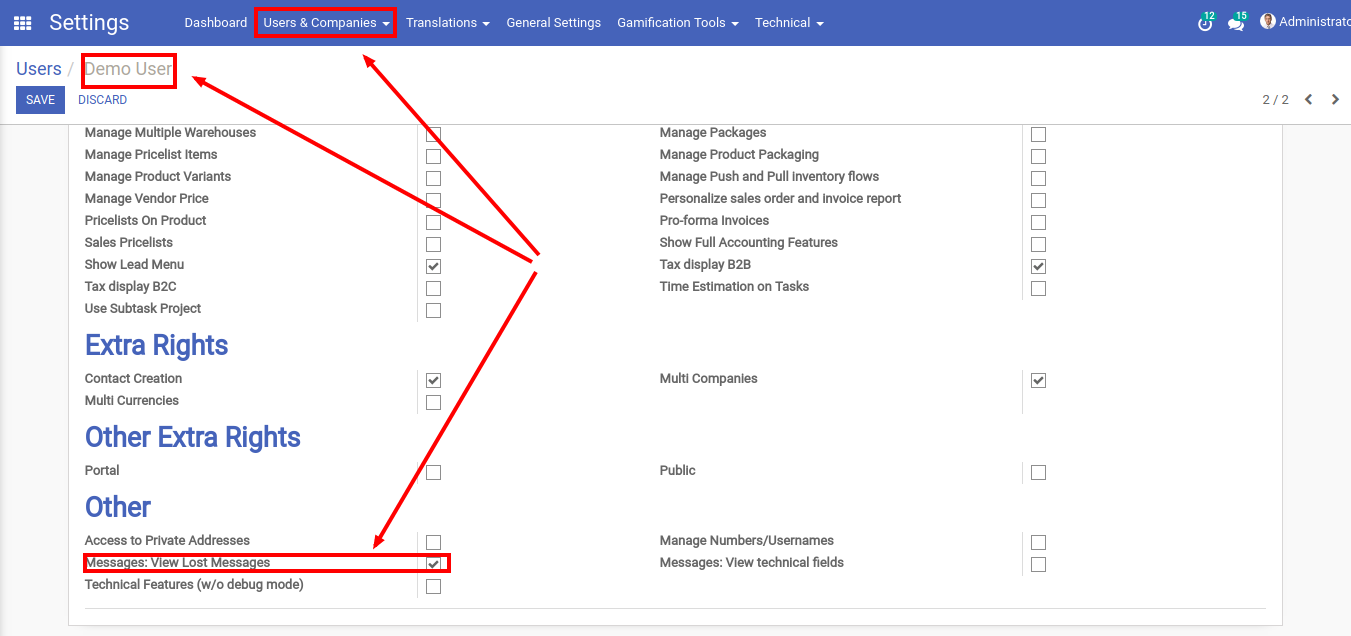 Settings Dashboard Users & Companies Translations General Settings Gamification Tools Technical 12 15 Administrato
Users / Demo User
SAVE DISCARD 2 / 2
Manage Multiple Warehouses Manage Packages
Manage Pricelist Items Manage Product Packaging
Manage Product Variants Manage Push and Pull inventory flows
Manage Vendor Price Personalize sales order and invoice report
Pricelists On Product Pro-forma Invoices
Sales Pricelists Show Full Accounting Features
Show Lead Menu Tax display B2B
Tax display B2C Time Estimation on Tasks
Use Subtask Project
Extra Rights
Contact Creation Multi Companies
Multi Currencies
Other Extra Rights
Portal Public
Other
Access to Private Addresses Manage Numbers/Usernames
Messages: View Lost Messages Messages: View technical fields
Technical Features (w/o debug mode)